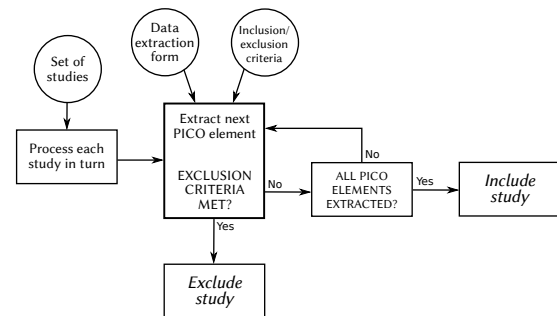 Set of
studies
Data
extraction
form
Inclusion/
exclusion
criteria
Process each
study in turn
Extract next
PICO element
EXCLUSION
CRITERIA
MET?
No
Yes
ALL PICO
ELEMENTS
EXTRACTED?
No
Yes
Include
study
Exclude
study